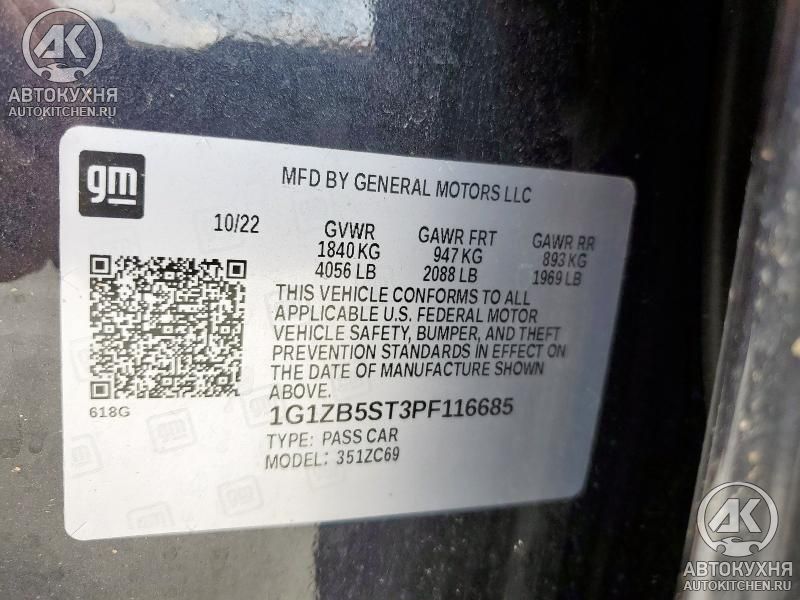 AK
АВТОКУХНЯ
AUTOKITCHEN.RU
gm
MFD BY GENERAL MOTORS LLC
10/22 GVWR GAWR FRT GAWR RR
1840 KG 947 KG 893 KG
4056 LB 2088 LB 1969 LB
THIS VEHICLE CONFORMS TO ALL
APPLICABLE U.S. FEDERAL MOTOR
VEHICLE SAFETY, BUMPER, AND THEFT
PREVENTION STANDARDS IN EFFECT ON
THE DATE OF MANUFACTURE SHOWN
ABOVE.
618G
1G1ZB5ST3PF116685
TYPE: PASS CAR
MODEL: 351ZC69
AK
АВТОКУХНЯ
AUTOKITCHEN.RU